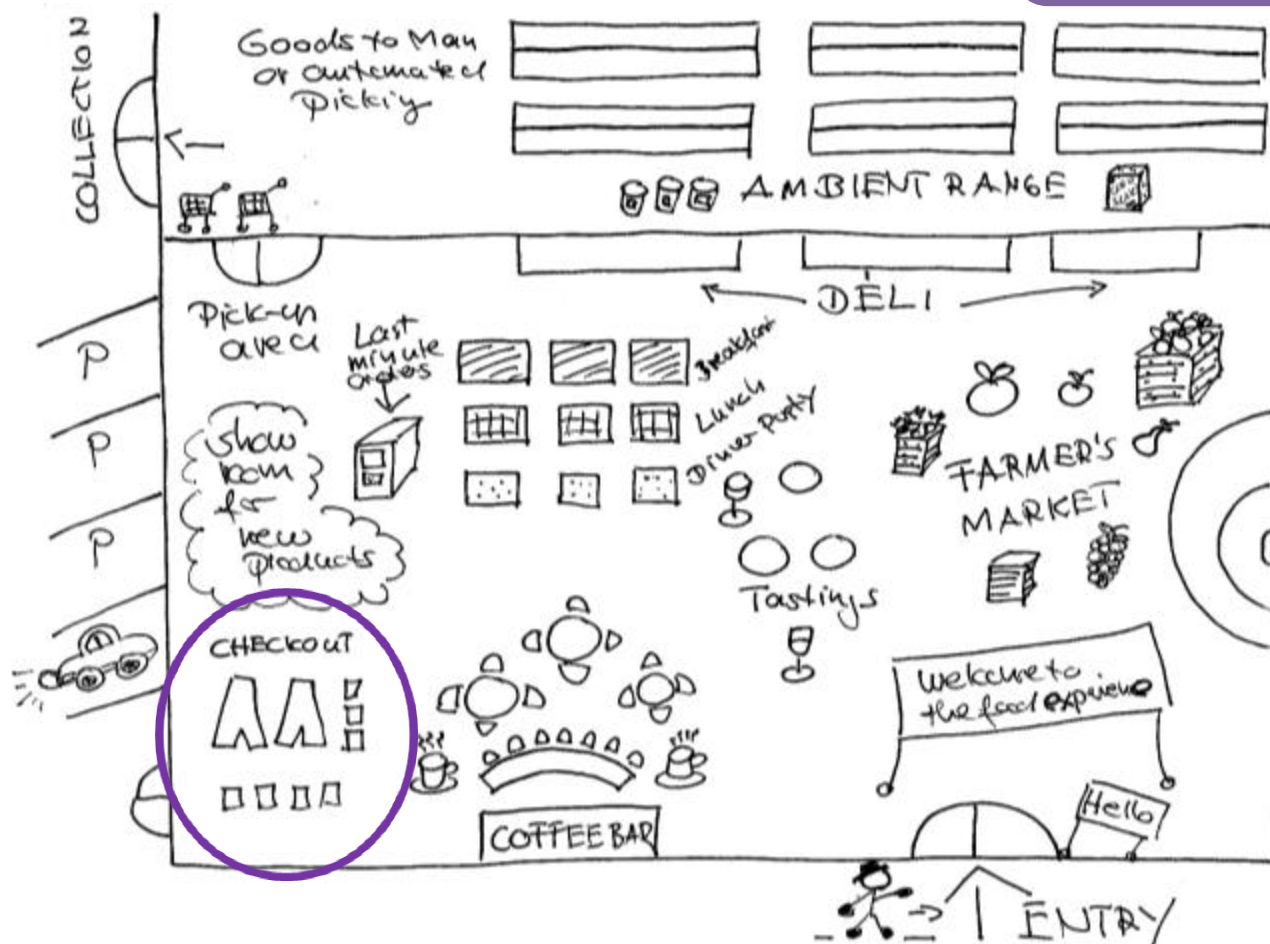 COLLECTION
Goods to Man
or automated
Picking
AMBIENT RANGE
DELI
Pick-up
area
Last
minute
orders
Breakfast
Lunch
Dinner Party
P
P
P
show
room
for
new
products
FARMER'S
MARKET
Tastings
CHECKOUT
welcome to
the food experience
Hello
COFFEE BAR
ENTRY